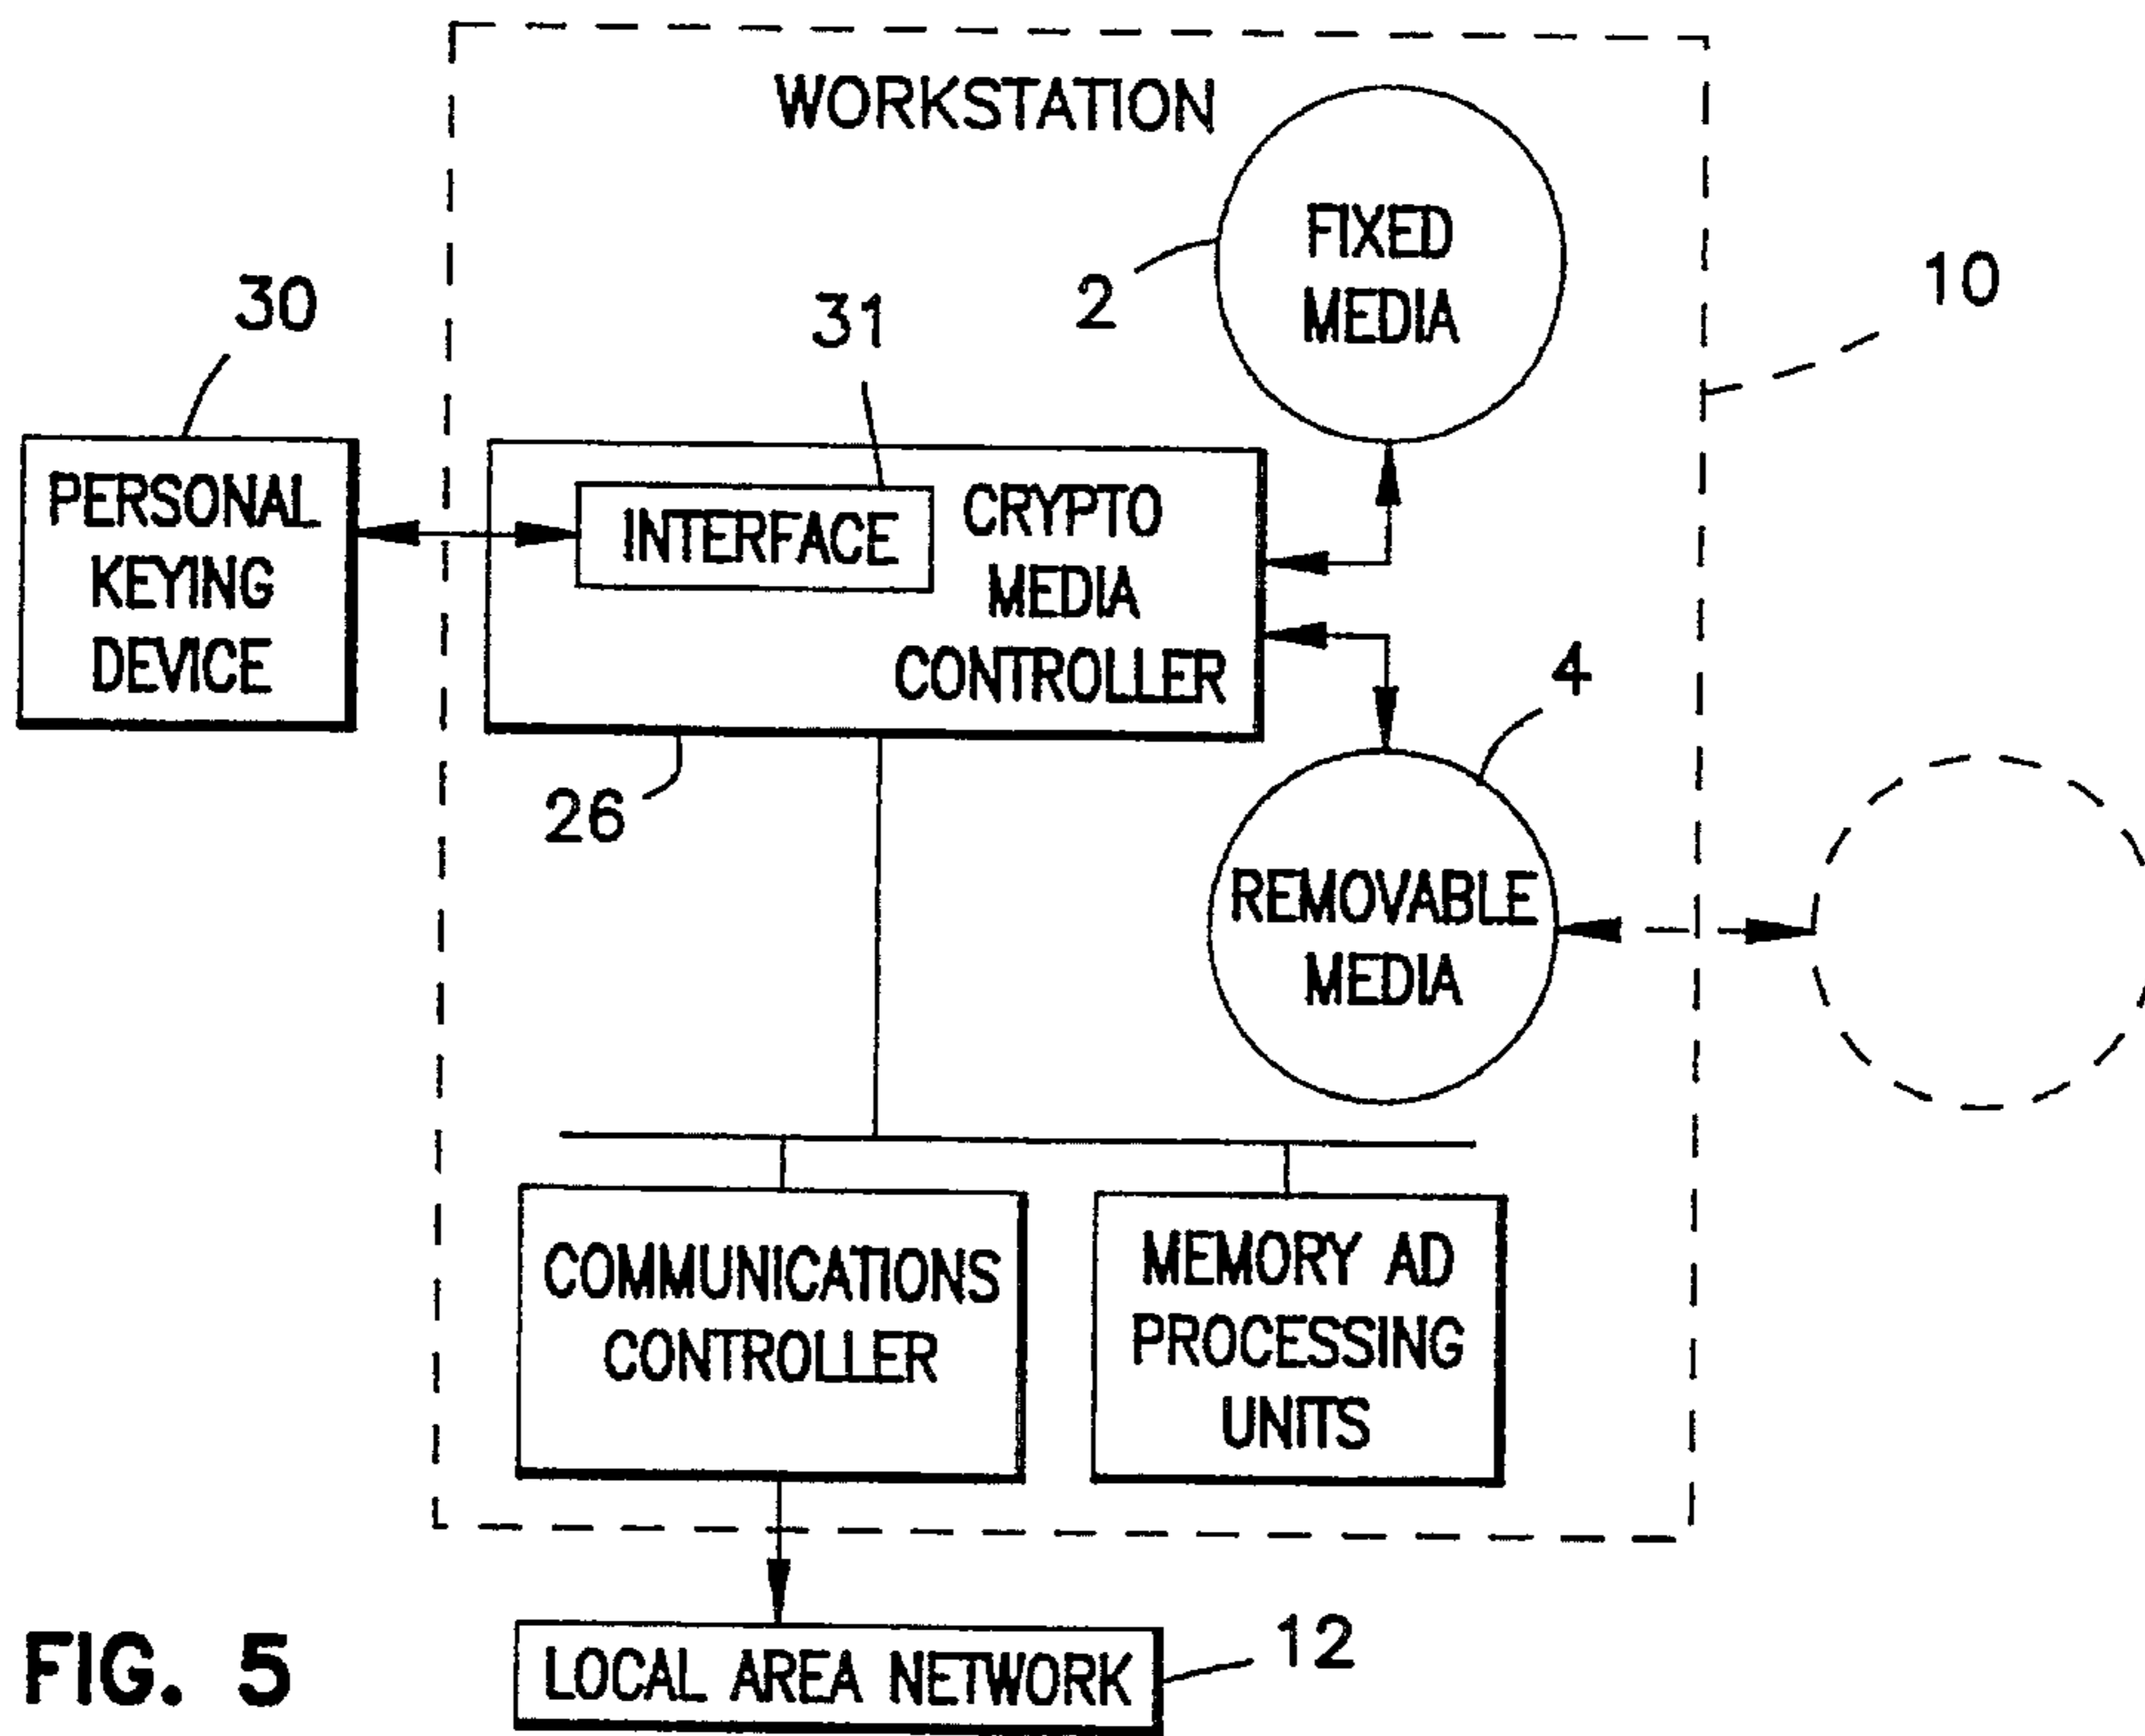 WORKSTATION
FIXED
MEDIA
2
10
30
31
PERSONAL
KEYING
DEVICE
INTERFACE
CRYPTO
MEDIA
CONTROLLER
26
4
REMOVABLE
MEDIA
COMMUNICATIONS
CONTROLLER
MEMORY AD
PROCESSING
UNITS
LOCAL AREA NETWORK
12
FIG. 5